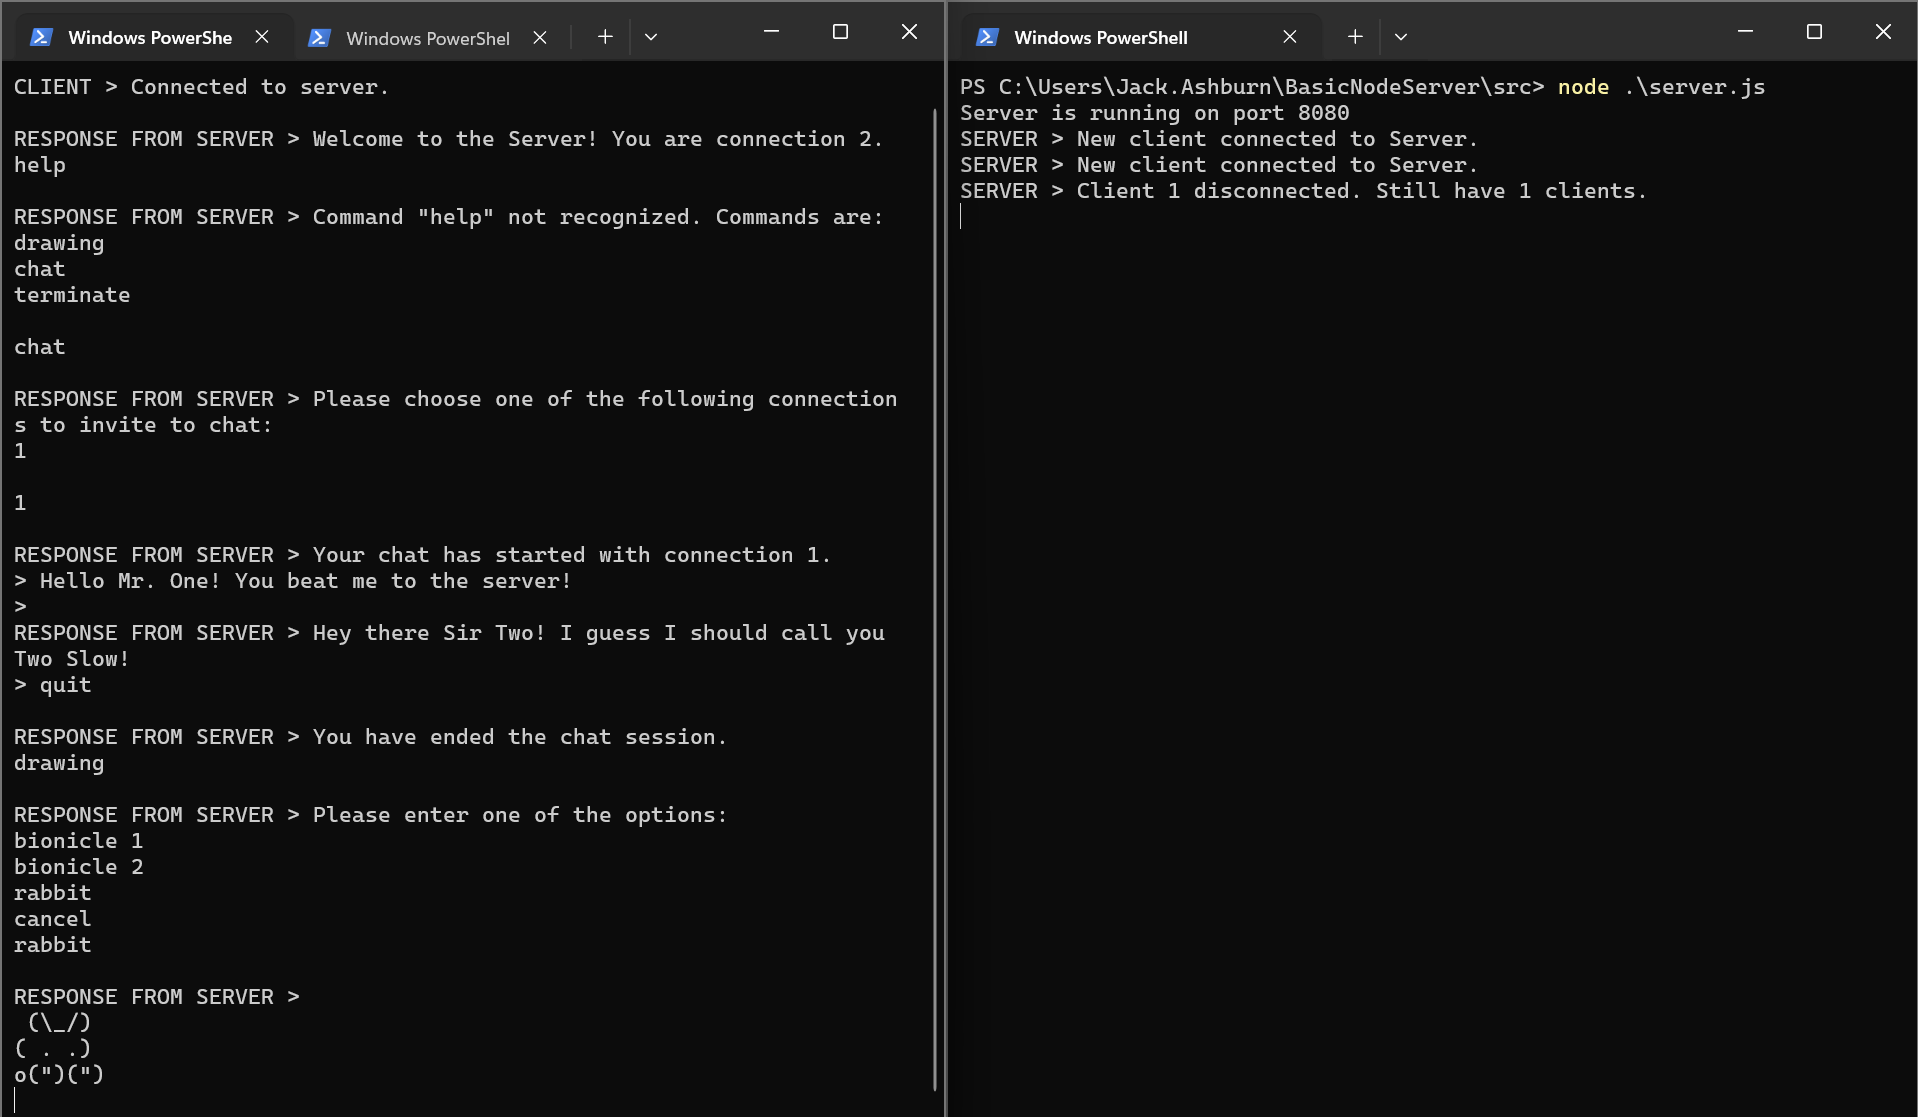 Windows PowerShe
Windows PowerShel
CLIENT > Connected to server.
RESPONSE FROM SERVER > Welcome to the Server! You are connection 2.
help
RESPONSE FROM SERVER > Command "help" not recognized. Commands are:
drawing
chat
terminate
chat
RESPONSE FROM SERVER > Please choose one of the following connection
s to invite to chat:
1
1
RESPONSE FROM SERVER > Your chat has started with connection 1.
> Hello Mr. One! You beat me to the server!
>
RESPONSE FROM SERVER > Hey there Sir Two! I guess I should call you
Two Slow!
> quit
RESPONSE FROM SERVER > You have ended the chat session.
drawing
RESPONSE FROM SERVER > Please enter one of the options:
bionicle 1
bionicle 2
rabbit
cancel
rabbit
RESPONSE FROM SERVER >
 (\_/)
( . .)
o(")(")
Windows PowerShell
PS C:\Users\Jack.Ashburn\BasicNodeServer\src> node .\server.js
Server is running on port 8080
SERVER > New client connected to Server.
SERVER > New client connected to Server.
SERVER > Client 1 disconnected. Still have 1 clients.